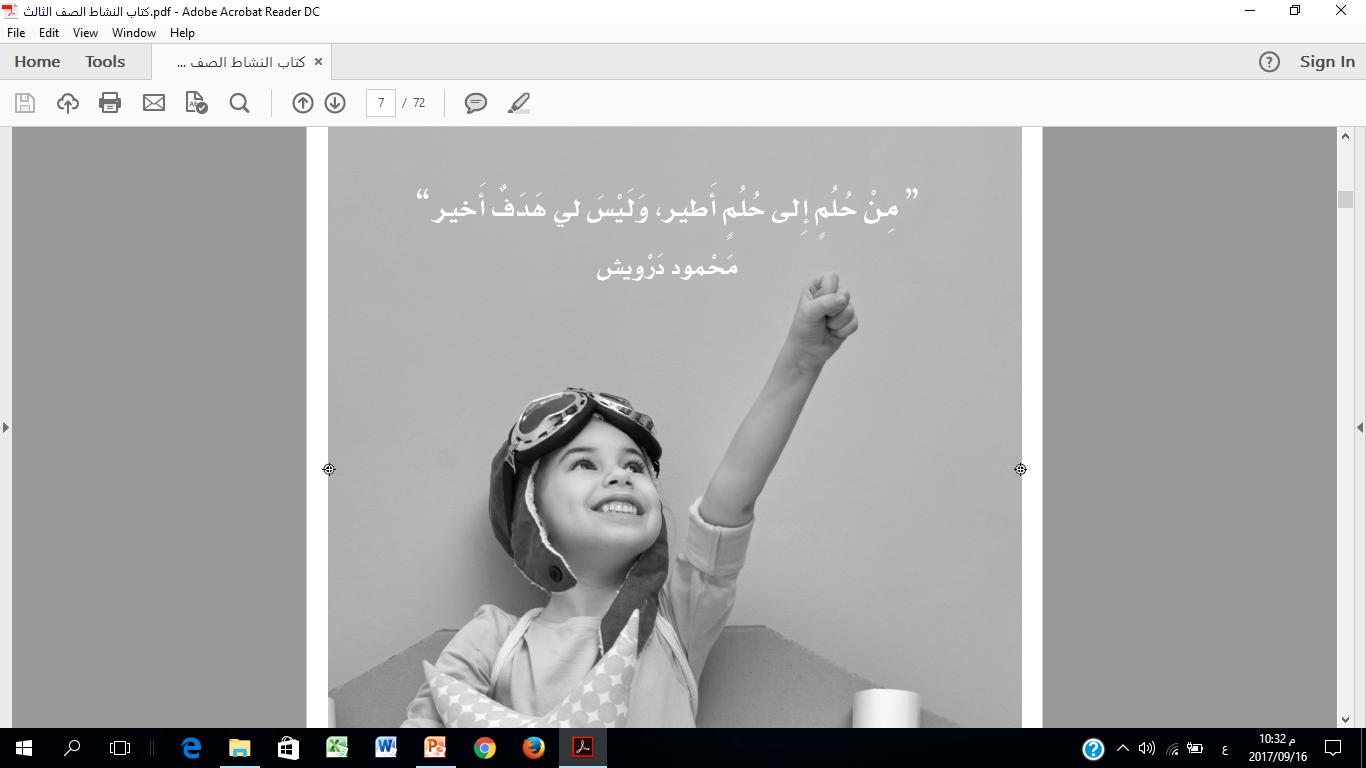 كتاب النشاط الصف الثالث.pdf - Adobe Acrobat Reader DC
File Edit View Window Help
Home Tools كتاب النشاط الصف ... × ? Sign In
7 / 72
” مِنْ حُلُمٍ إِلى حُلُمٍ أَطير، وَلَيْسَ لي هَدَفٌ أَخير “
مَحْمود دَرْويش
10:32 م
2017/09/16
ع